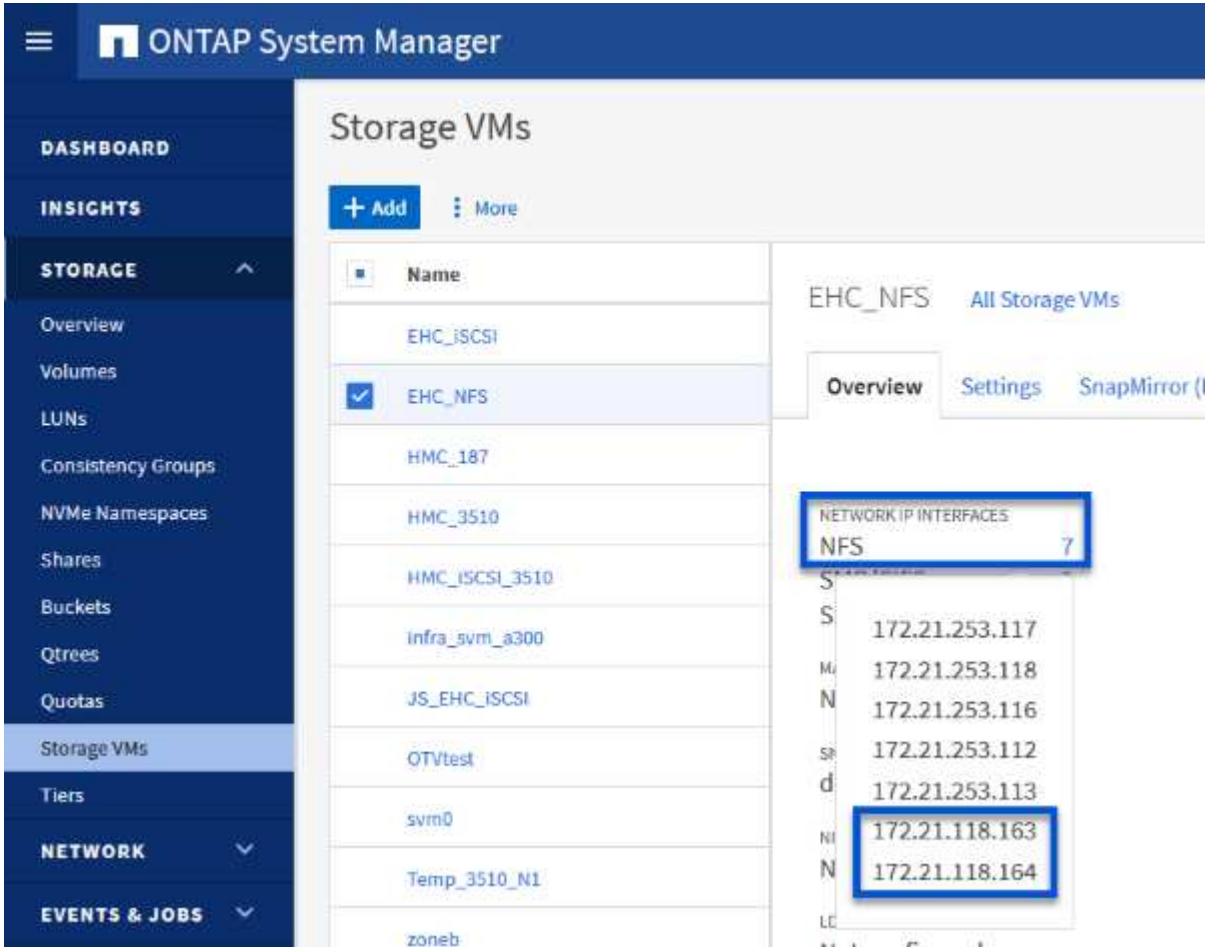 ONTAP System Manager
DASHBOARD
INSIGHTS
STORAGE
Overview
Volumes
LUNs
Consistency Groups
NVMe Namespaces
Shares
Buckets
Qtrees
Quotas
Storage VMs
Tiers
NETWORK
EVENTS & JOBS
Storage VMs
+ Add
More
Name
EHC_iSCSI
EHC_NFS
HMC_187
HMC_3510
HMC_iSCSI_3510
infra_svm_a300
JS_EHC_iSCSI
OTVtest
svm0
Temp_3510_N1
zoneb
EHC_NFS All Storage VMs
Overview Settings SnapMirror (
NETWORK IP INTERFACES
NFS 7
S
S
172.21.253.117
172.21.253.118
N
172.21.253.116
172.21.253.112
d
172.21.253.113
172.21.118.163
N
172.21.118.164